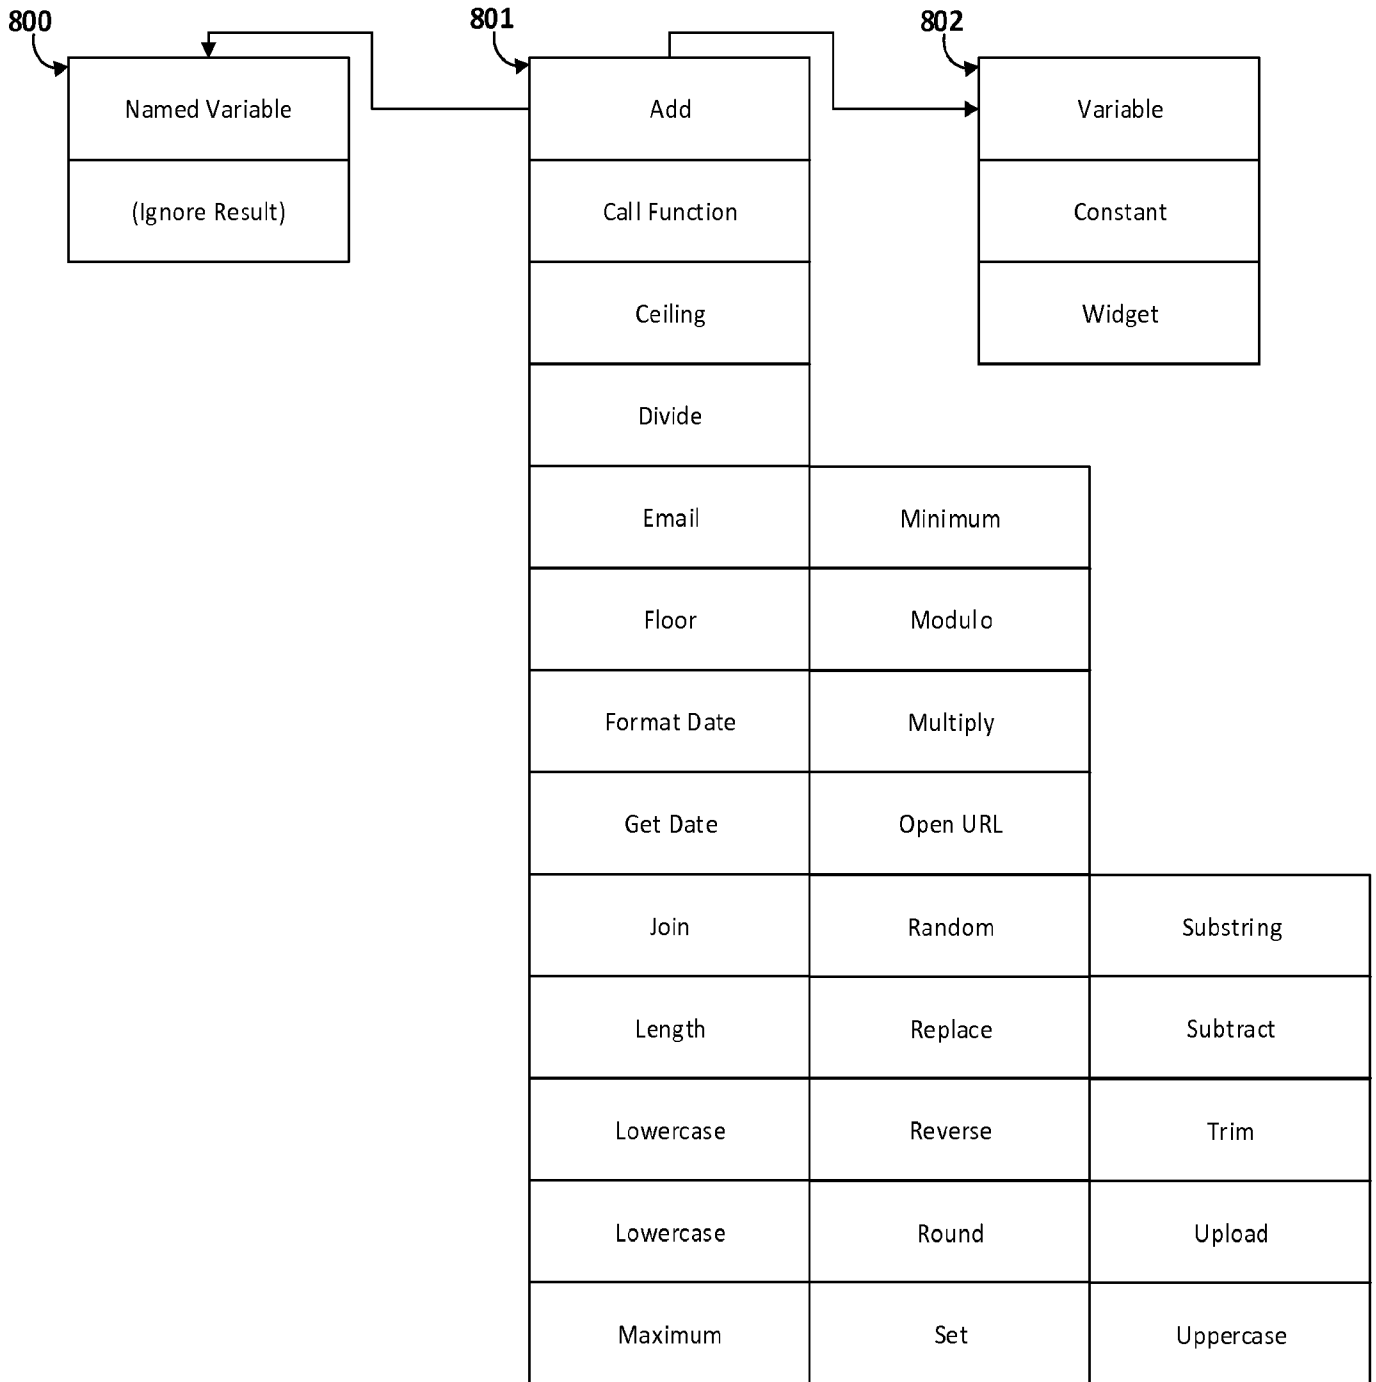 800
801
802
Named Variable
(Ignore Result)
Add
Call Function
Ceiling
Divide
Email
Floor
Format Date
Get Date
Join
Length
Lowercase
Lowercase
Maximum
Minimum
Modulo
Multiply
Open URL
Random
Replace
Reverse
Round
Set
Substring
Subtract
Trim
Upload
Uppercase
Variable
Constant
Widget